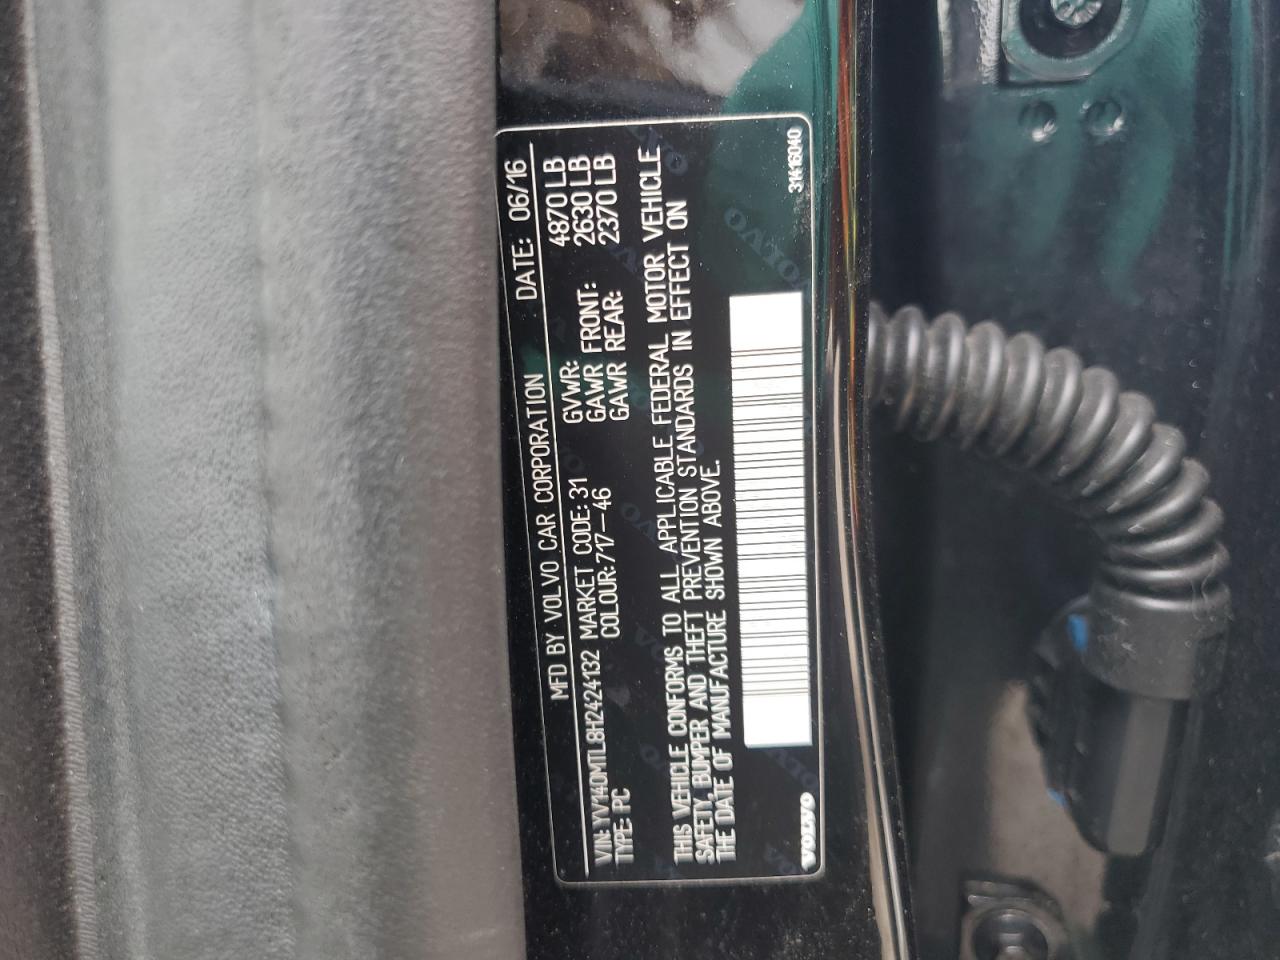 MFD BY VOLVO CAR CORPORATION DATE: 06/16
VIN: YV140MTL8H2424132 MARKET CODE: 31 GVWR: 4870 LB
TYPE: PC COLOUR: 717-46 GAWR FRONT: 2630 LB
GAWR REAR: 2370 LB
THIS VEHICLE CONFORMS TO ALL APPLICABLE FEDERAL MOTOR VEHICLE
SAFETY, BUMPER AND THEFT PREVENTION STANDARDS IN EFFECT ON
THE DATE OF MANUFACTURE SHOWN ABOVE.
VOLVO 31416040